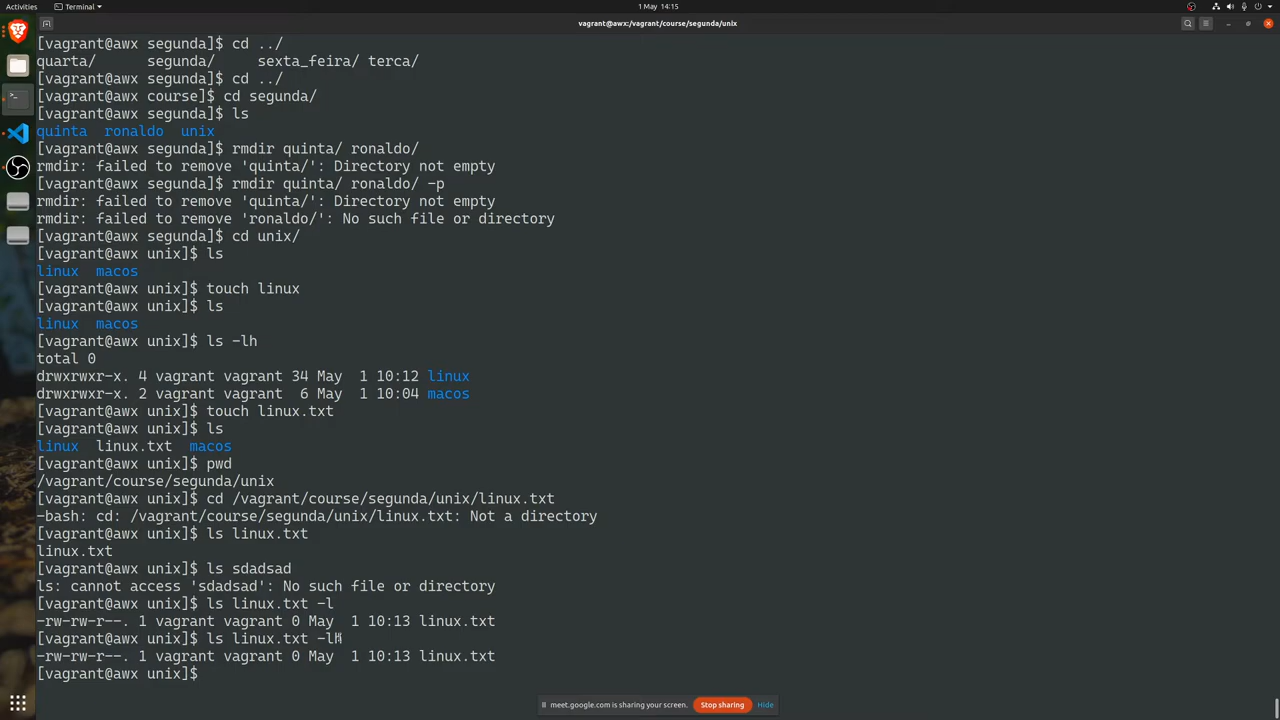 Activities
Terminal
1 May 14:15
vagrant@awx:/vagrant/course/segunda/unix
[vagrant@awx segunda]$ cd ../
quarta/      segunda/     sexta_feira/ terca/
[vagrant@awx segunda]$ cd ../
[vagrant@awx course]$ cd segunda/
[vagrant@awx segunda]$ ls
quinta  ronaldo  unix
[vagrant@awx segunda]$ rmdir quinta/ ronaldo/
rmdir: failed to remove 'quinta/': Directory not empty
[vagrant@awx segunda]$ rmdir quinta/ ronaldo/ -p
rmdir: failed to remove 'quinta/': Directory not empty
rmdir: failed to remove 'ronaldo/': No such file or directory
[vagrant@awx segunda]$ cd unix/
[vagrant@awx unix]$ ls
linux  macos
[vagrant@awx unix]$ touch linux
[vagrant@awx unix]$ ls
linux  macos
[vagrant@awx unix]$ ls -lh
total 0
drwxrwxr-x. 4 vagrant vagrant 34 May  1 10:12 linux
drwxrwxr-x. 2 vagrant vagrant  6 May  1 10:04 macos
[vagrant@awx unix]$ touch linux.txt
[vagrant@awx unix]$ ls
linux  linux.txt  macos
[vagrant@awx unix]$ pwd
/vagrant/course/segunda/unix
[vagrant@awx unix]$ cd /vagrant/course/segunda/unix/linux.txt
-bash: cd: /vagrant/course/segunda/unix/linux.txt: Not a directory
[vagrant@awx unix]$ ls linux.txt
linux.txt
[vagrant@awx unix]$ ls sdadsad
ls: cannot access 'sdadsad': No such file or directory
[vagrant@awx unix]$ ls linux.txt -l
-rw-rw-r--. 1 vagrant vagrant 0 May  1 10:13 linux.txt
[vagrant@awx unix]$ ls linux.txt -lh
-rw-rw-r--. 1 vagrant vagrant 0 May  1 10:13 linux.txt
[vagrant@awx unix]$
meet.google.com is sharing your screen.
Stop sharing
Hide